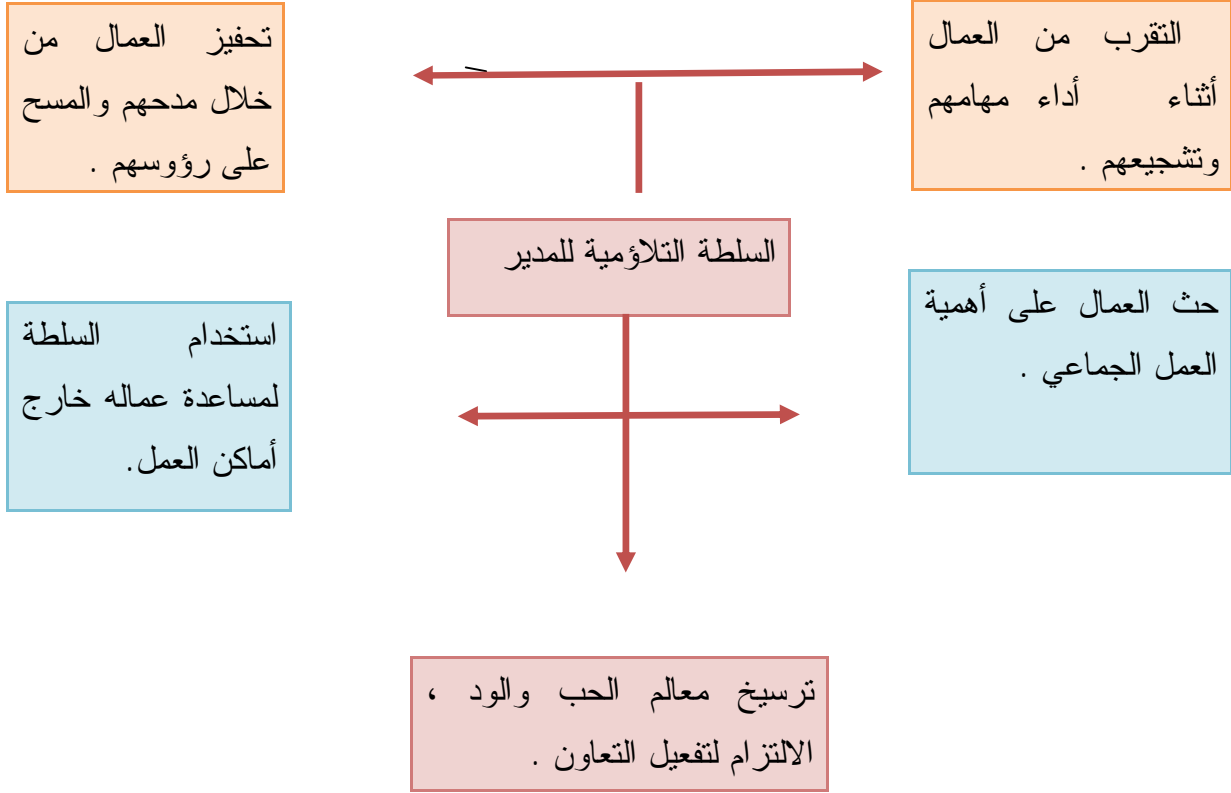 التقرب من العمال
أثناء أداء مهامهم
وتشجيعهم .
تحفيز العمال من
خلال مدحهم والمسح
على رؤوسهم .
السلطة التلاؤمية للمدير
حث العمال على أهمية
العمل الجماعي .
استخدام السلطة
لمساعدة عماله خارج
أماكن العمل.
ترسيخ معالم الحب والود ،
الالتزام لتفعيل التعاون .